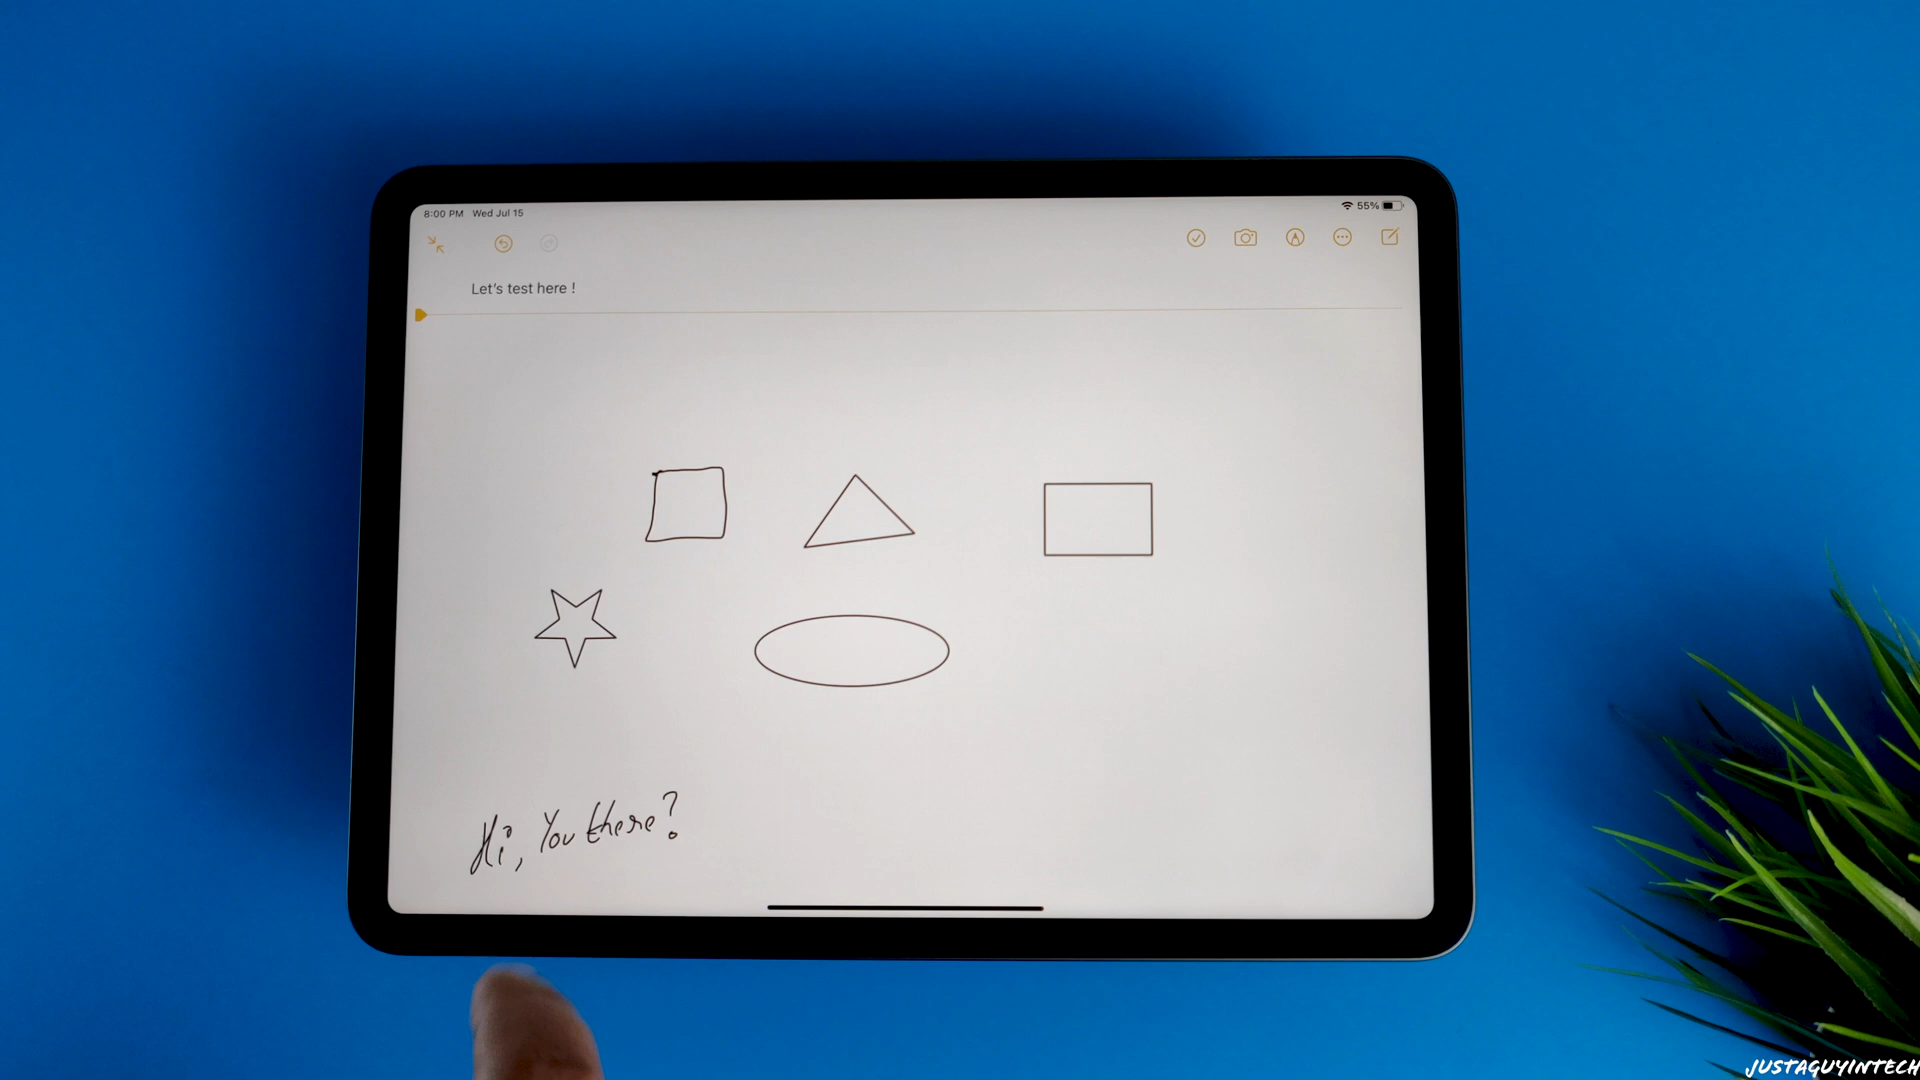 8:00 PM Wed Jul 15
55%
Let's test here !
Hi, You there?
JUSTAGUYINTECH